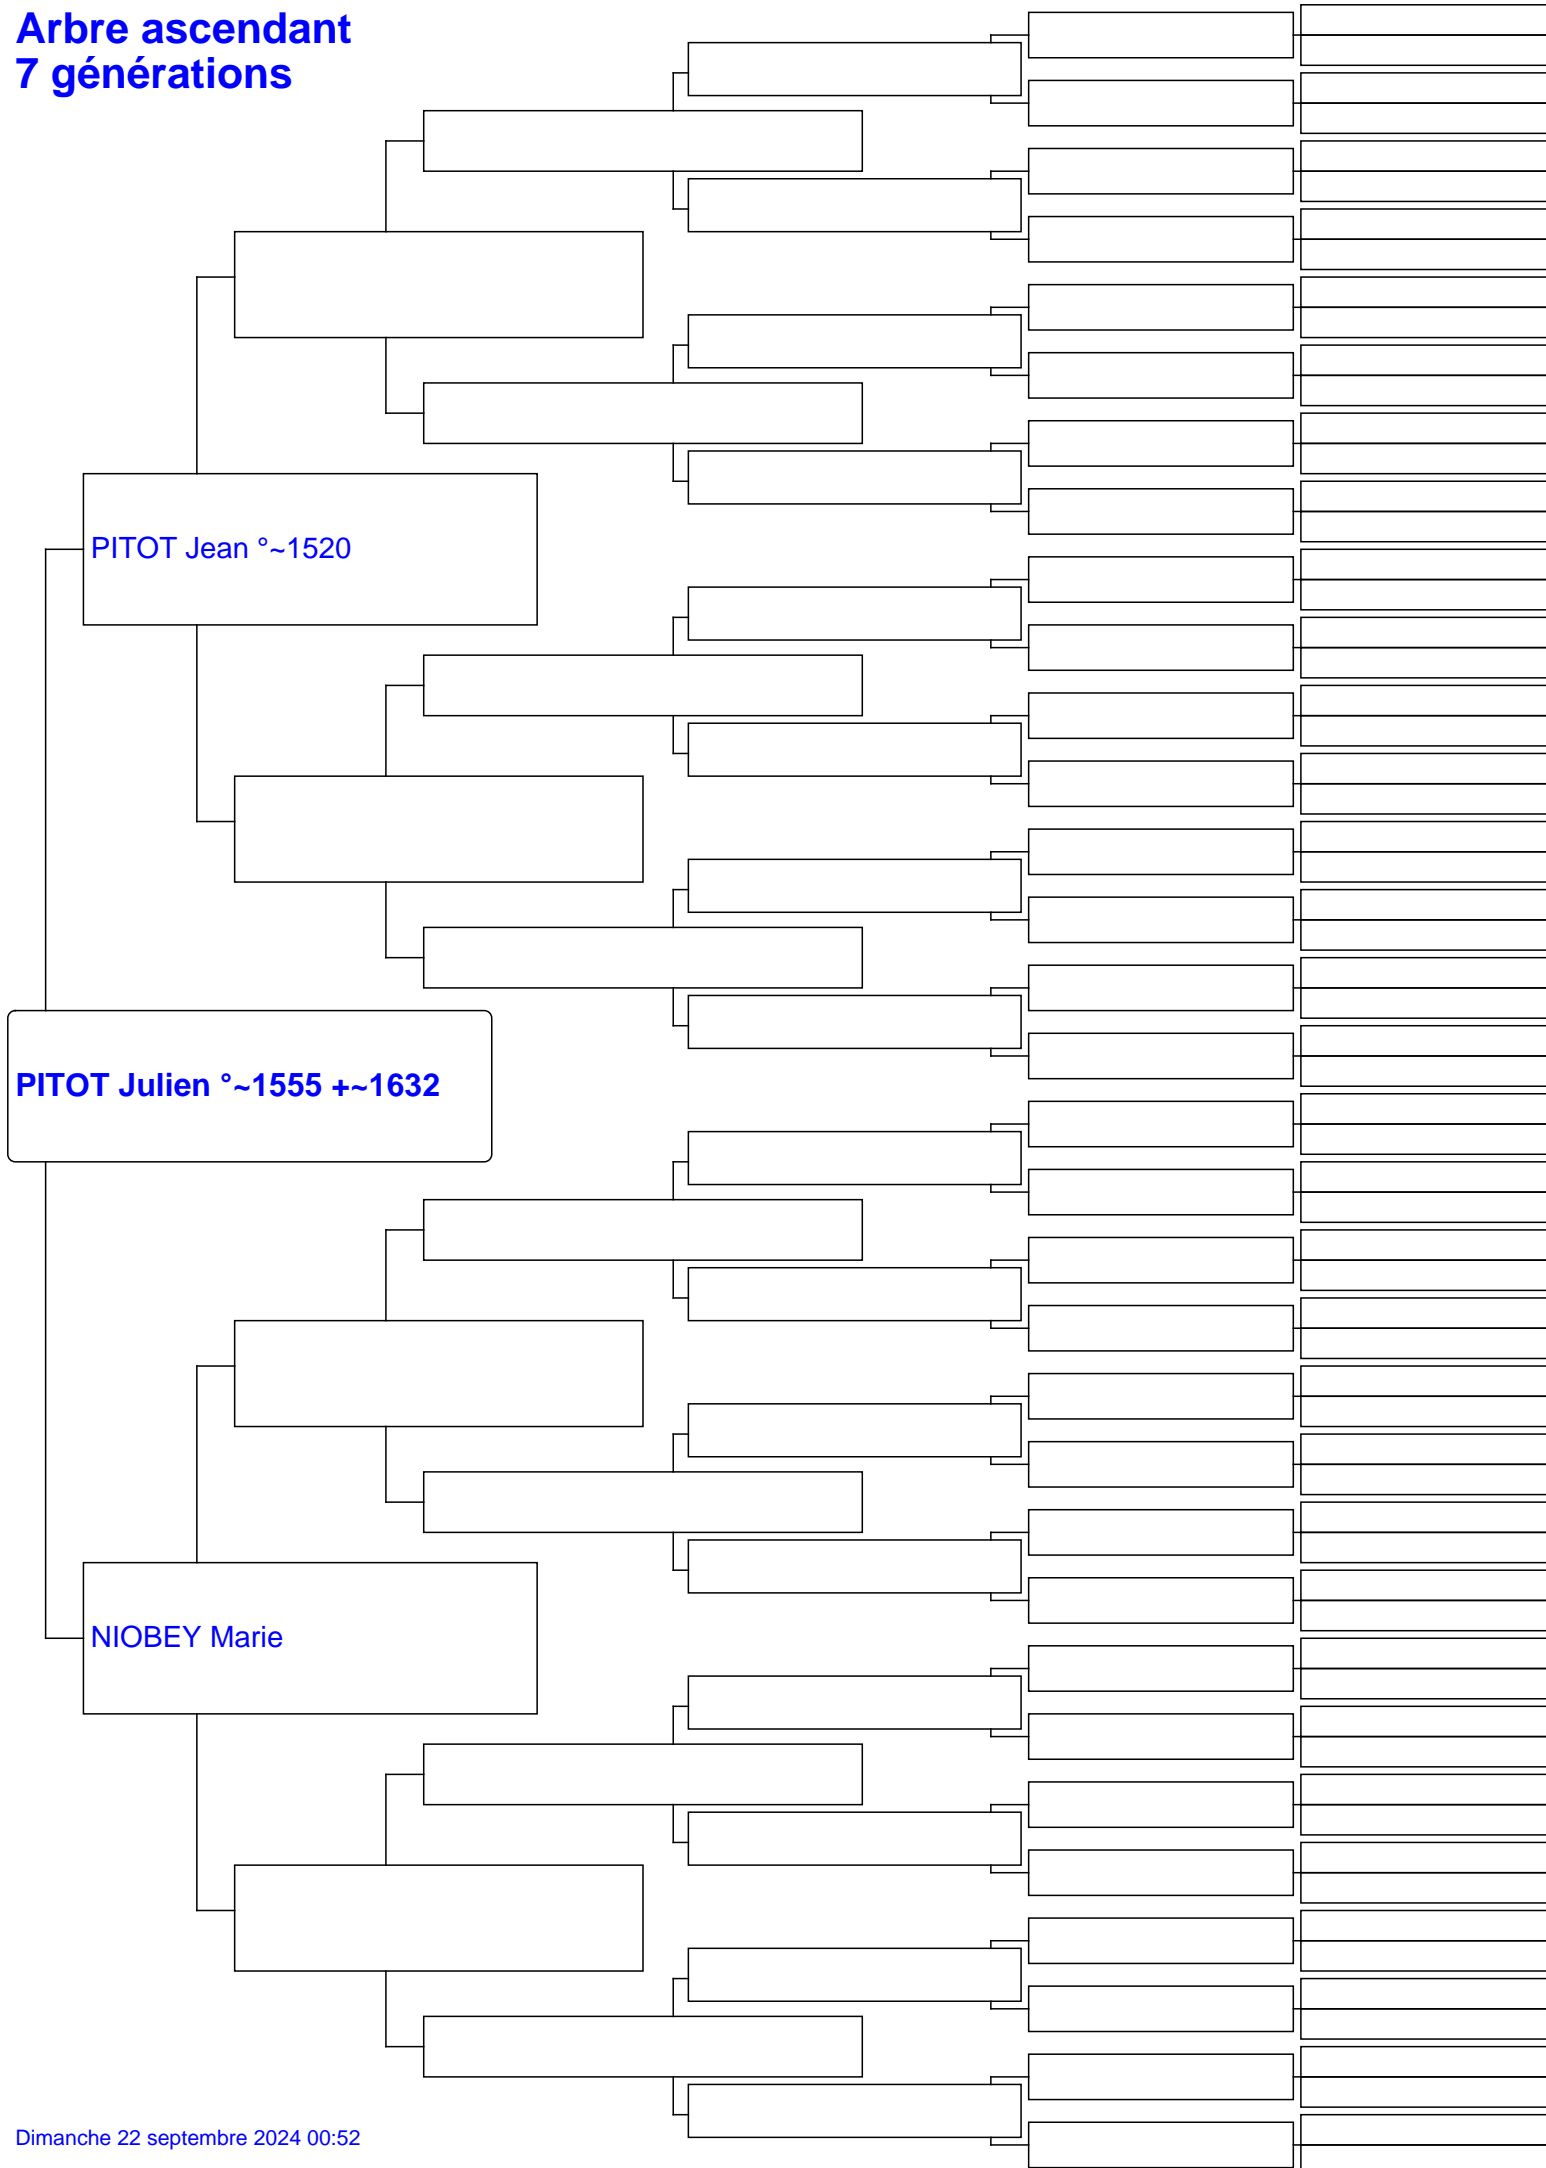 Arbre ascendant
7 générations
PITOT Jean °~1520
PITOT Julien °~1555 +~1632
NIOBEY Marie
Dimanche 22 septembre 2024 00:52